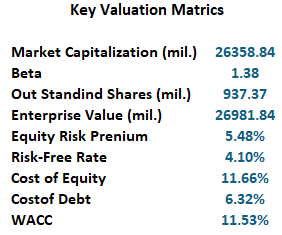 Key Valuation Matrics
Market Capitalization (mil.) 26358.84
Beta 1.38
Out Standind Shares (mil.) 937.37
Enterprise Value (mil.) 26981.84
Equity Risk Prenium 5.48%
Risk-Free Rate 4.10%
Cost of Equity 11.66%
Costof Debt 6.32%
WACC 11.53%